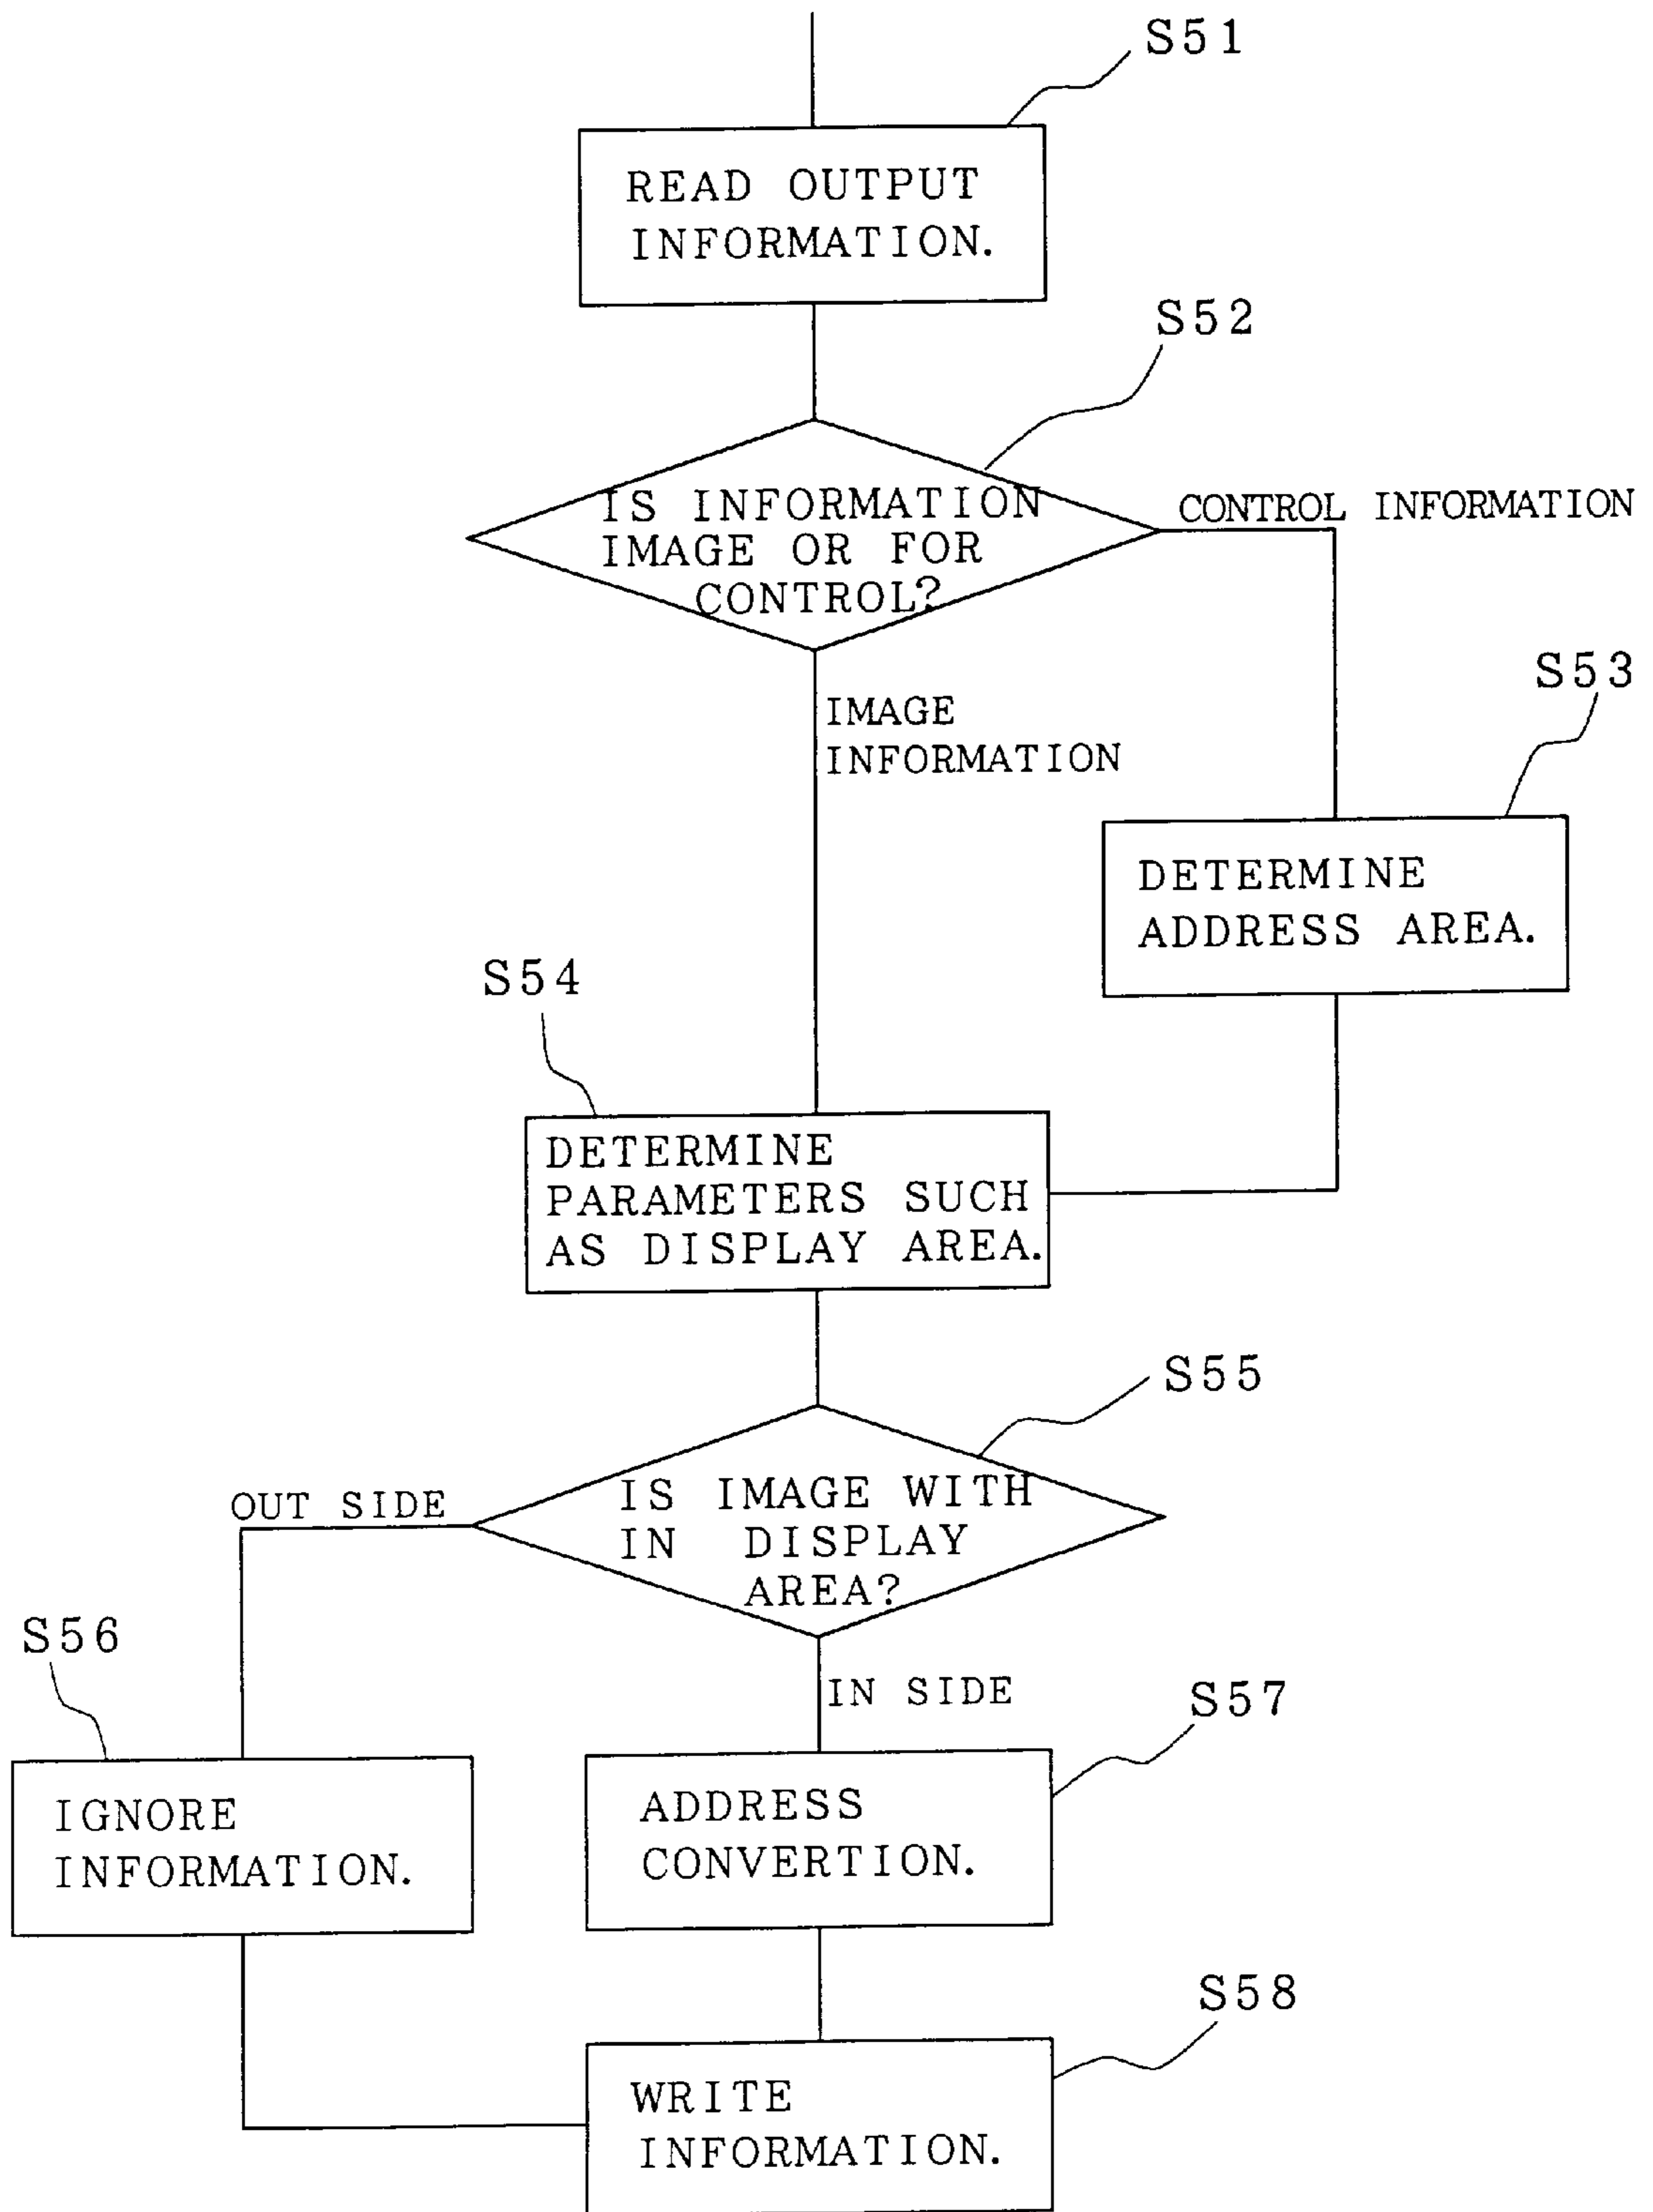 S51
READ OUTPUT
INFORMATION.
S52
IS INFORMATION
IMAGE OR FOR
CONTROL?
CONTROL INFORMATION
IMAGE
INFORMATION
S53
DETERMINE
ADDRESS AREA.
S54
DETERMINE
PARAMETERS SUCH
AS DISPLAY AREA.
S55
IS IMAGE WITH
IN DISPLAY
AREA?
OUT SIDE
IN SIDE
S56
IGNORE
INFORMATION.
S57
ADDRESS
CONVERTION.
S58
WRITE
INFORMATION.